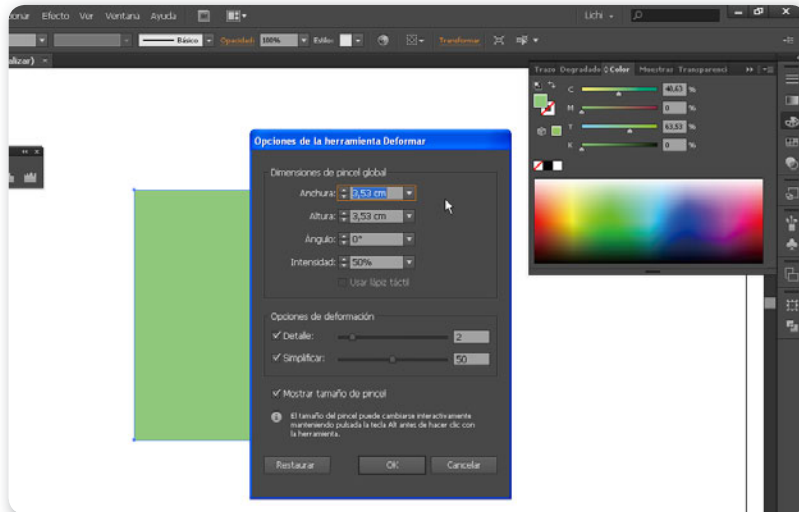 onar Efecto Ver Ventana Ayuda
Lichi
Básico Opacidad: 100% Estilo: Transformar
alizar) ×
Trazo Degradado Color Muestras Transparenci
C 40,63 %
M 0 %
Y 63,53 %
K 0 %
Opciones de la herramienta Deformar
Dimensiones de pincel global
Anchura: 3,53 cm
Altura: 3,53 cm
Ángulo: 0°
Intensidad: 50%
Usar lápiz táctil
Opciones de deformación
Detalle: 2
Simplificar: 50
Mostrar tamaño de pincel
El tamaño del pincel puede cambiarse interactivamente
manteniendo pulsada la tecla Alt antes de hacer clic con
la herramienta.
Restaurar OK Cancelar